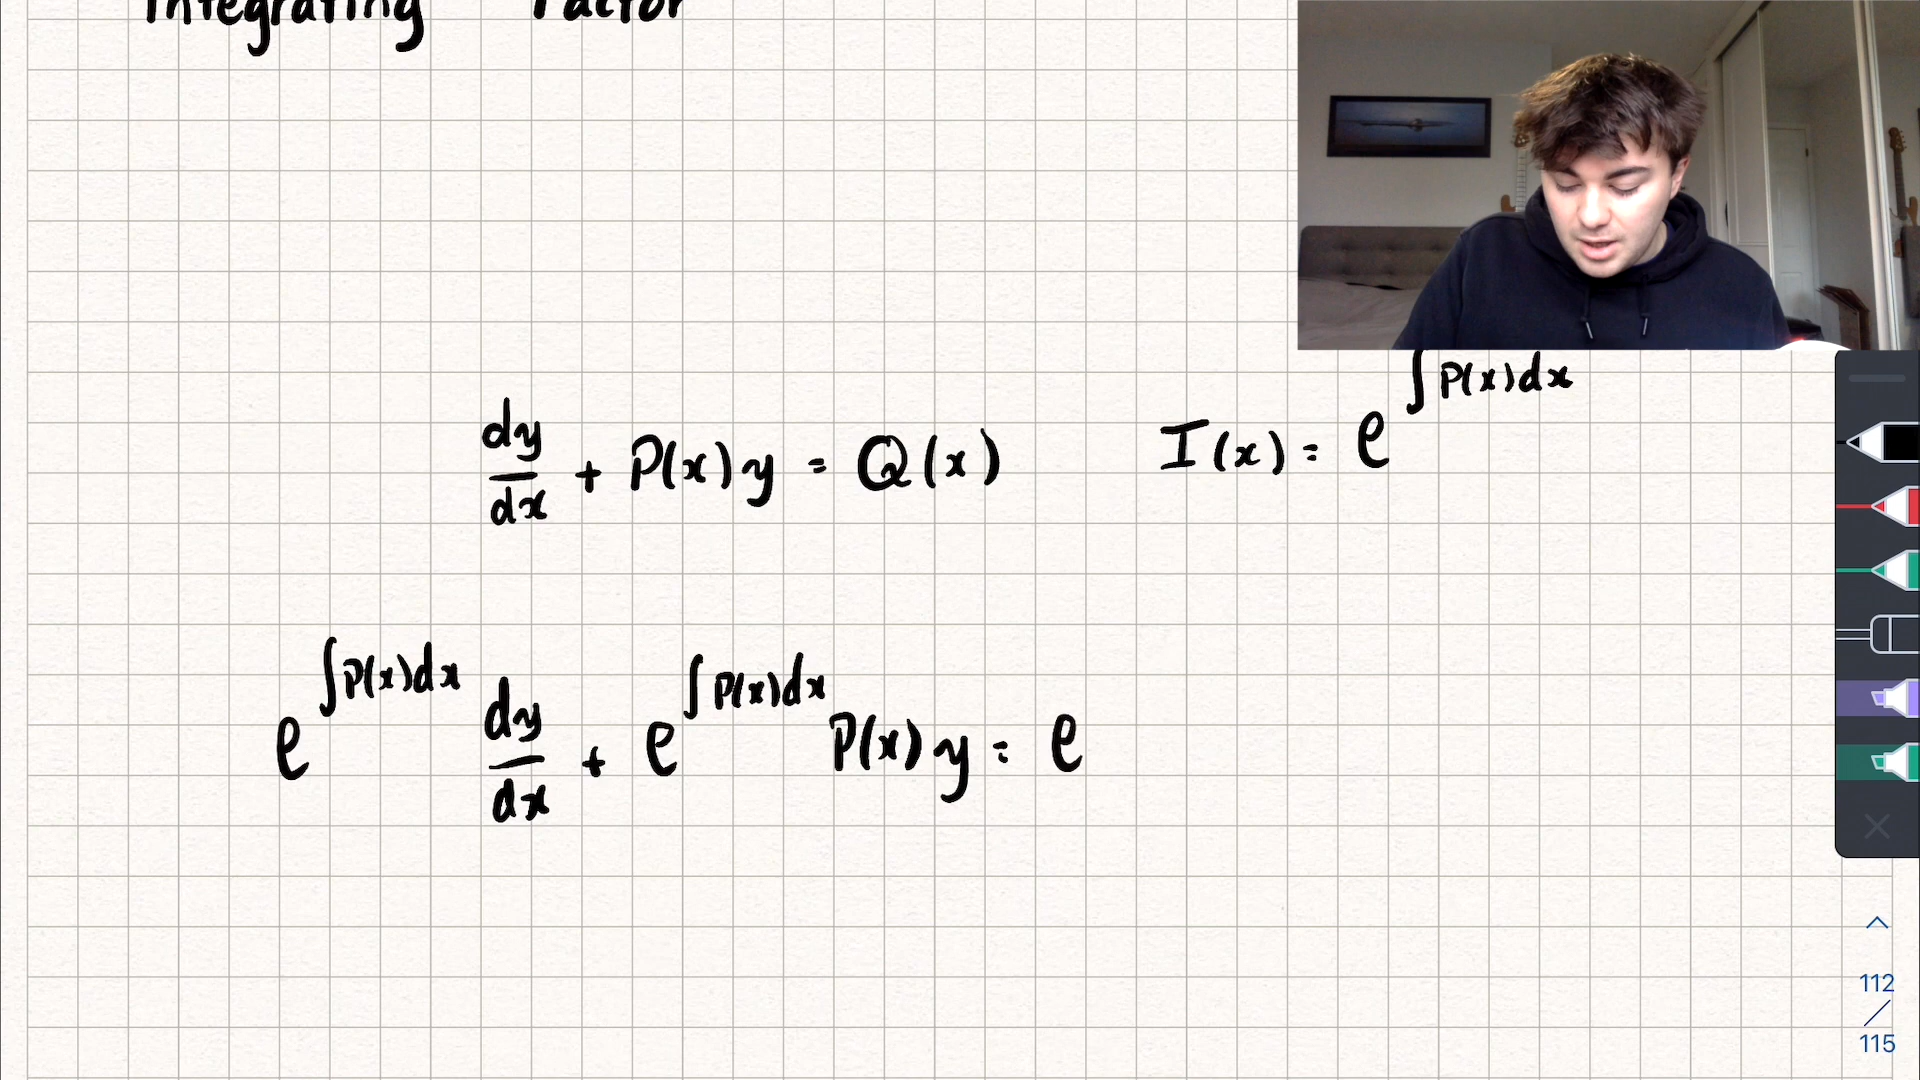 Integrating Factor
dy/dx + P(x)y = Q(x)    I(x) = e^∫P(x)dx
e^∫P(x)dx dy/dx + e^∫P(x)dx P(x)y = e
112
/
115